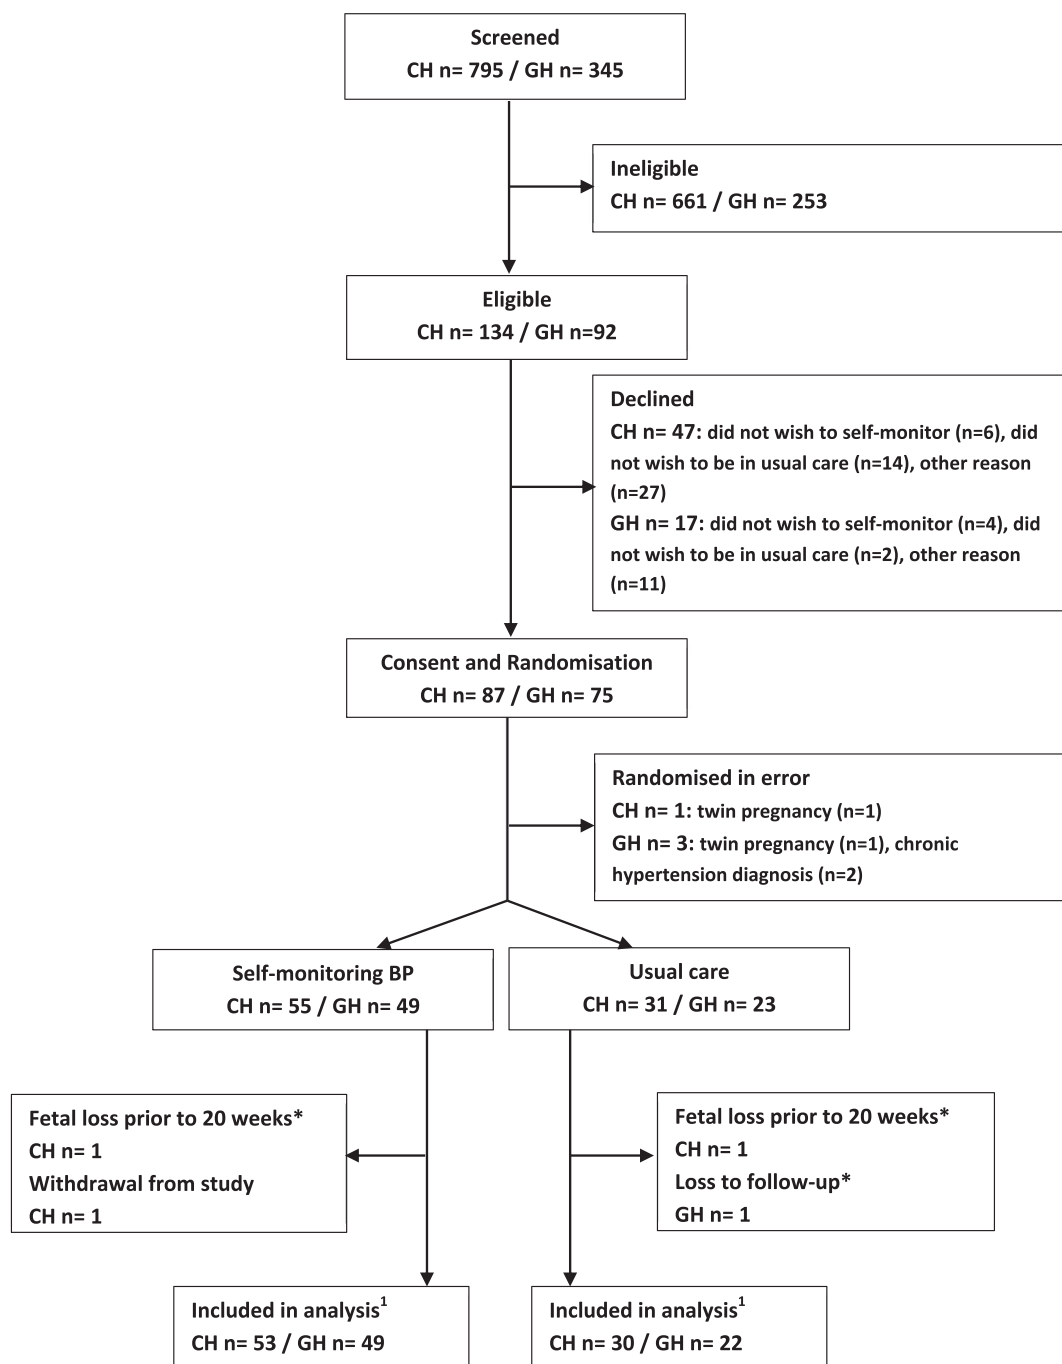 Screened
CH n= 795 / GH n= 345
Ineligible
CH n= 661 / GH n= 253
Eligible
CH n= 134 / GH n=92
Declined
CH n= 47: did not wish to self-monitor (n=6), did
not wish to be in usual care (n=14), other reason
(n=27)
GH n= 17: did not wish to self-monitor (n=4), did
not wish to be in usual care (n=2), other reason
(n=11)
Consent and Randomisation
CH n= 87 / GH n= 75
Randomised in error
CH n= 1: twin pregnancy (n=1)
GH n= 3: twin pregnancy (n=1), chronic
hypertension diagnosis (n=2)
Self-monitoring BP
CH n= 55 / GH n= 49
Usual care
CH n= 31 / GH n= 23
Fetal loss prior to 20 weeks*
CH n= 1
Withdrawal from study
CH n= 1
Fetal loss prior to 20 weeks*
CH n= 1
Loss to follow-up*
GH n= 1
Included in analysis¹
CH n= 53 / GH n= 49
Included in analysis¹
CH n= 30 / GH n= 22